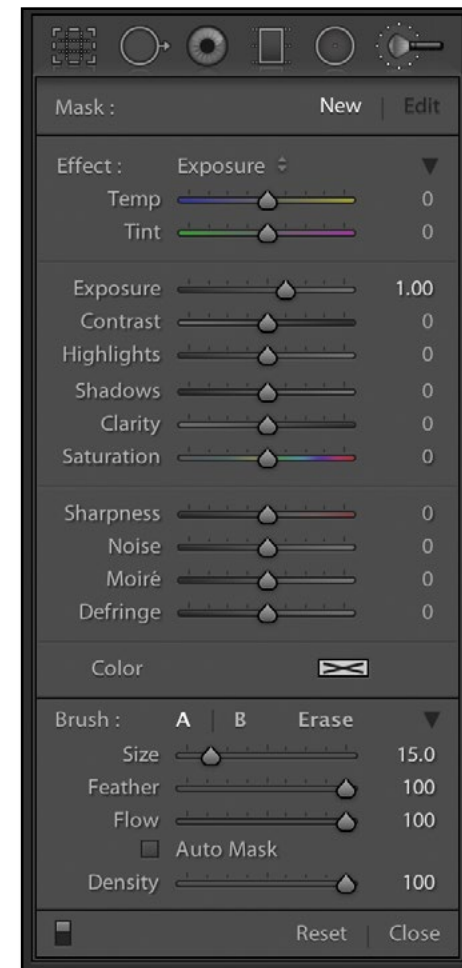 Mask : New | Edit
Effect : Exposure
Temp 0
Tint 0
Exposure 1.00
Contrast 0
Highlights 0
Shadows 0
Clarity 0
Saturation 0
Sharpness 0
Noise 0
Moiré 0
Defringe 0
Color
Brush : A | B Erase
Size 15.0
Feather 100
Flow 100
Auto Mask
Density 100
Reset | Close